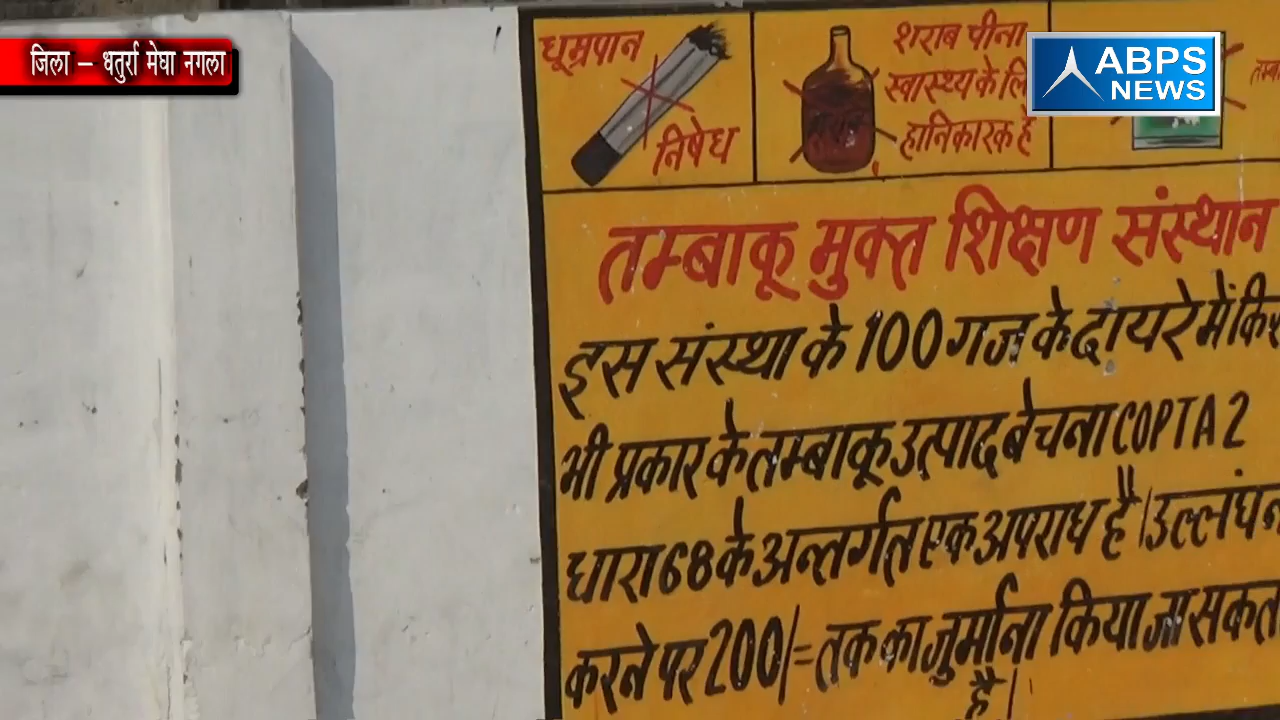 जिला – धतुर्रा मेघा नगला
ABPS
NEWS
धूम्रपान
निषेध
शराब पीना
स्वास्थ्य के लि
हानिकारक है
तम्बाकू मुक्त शिक्षण संस्थान
इस संस्था के 100 गज के दायरे में कि
भी प्रकार के तम्बाकू उत्पाद बेचना COPTA 2
धारा 68 के अन्तर्गत एक अपराध है। उल्लंघन
करने पर 200/= तक का जुर्माना किया जा सकता
है।